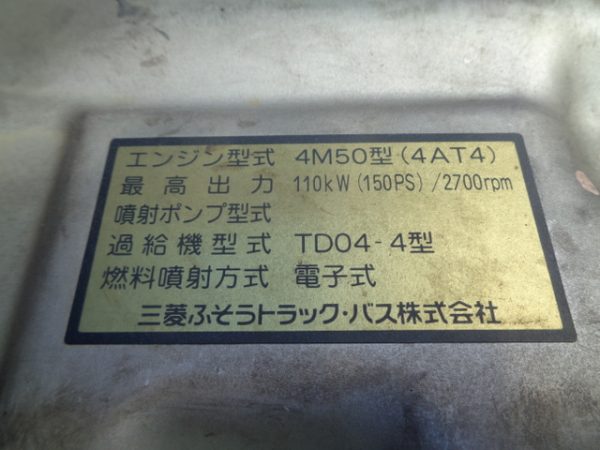 エンジン型式 4M50型(4AT4)
最高出力 110kW(150PS)/2700rpm
噴射ポンプ型式
過給機型式 TD04-4型
燃料噴射方式 電子式
三菱ふそうトラック・バス株式会社